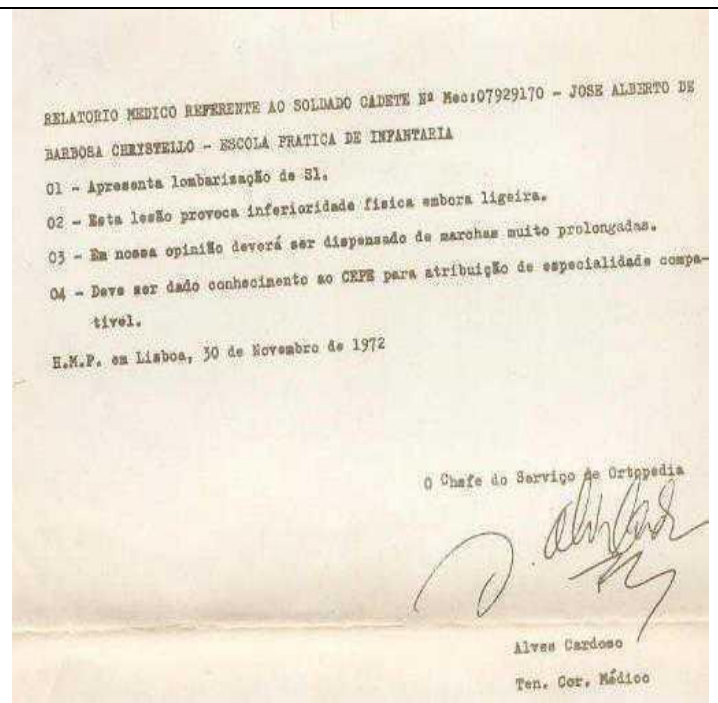 RELATORIO MEDICO REFERENTE AO SOLDADO CADETE Nº Mec:07929170 - JOSE ALBERTO DE
BARBOSA CHRYSTELLO - ESCOLA PRATICA DE INFANTARIA
01 - Apresenta lombarização de S1.
02 - Esta lesão provoca inferioridade fisica embora ligeira.
03 - Em nossa opinião deverá ser dispensado de marchas muito prolongadas.
04 - Deve ser dado conhecimento ao CEPE para atribuição de especialidade compa-
tivel.
H.M.P. em Lisboa, 30 de Novembro de 1972
O Chefe do Serviço de Ortopedia
Alves Cardoso
Ten. Cor. Médico